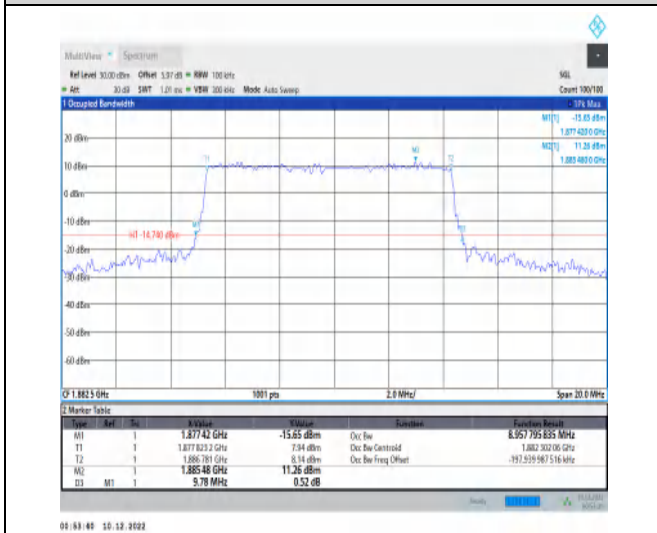 MultiView Spectrum
Ref Level 30.00 dBm Offset 5.37 dB RBW 100 kHz SGL
Att 30 dB SWT 1.01 ms VBW 300 kHz Mode Auto Sweep Count 100/100
1 Occupied Bandwidth 1Pk Max
M1[1] -15.65 dBm
1.877 420 0 GHz
M2[1] 11.26 dBm
1.885 480 0 GHz
20 dBm
10 dBm
0 dBm
-10 dBm
H1 -14.740 dBm
-20 dBm
-30 dBm
-40 dBm
-50 dBm
-60 dBm
T1
M2
T2
M1
D3
CF 1.882 5 GHz 1001 pts 2.0 MHz/ Span 20.0 MHz
2 Marker Table
Type Ref Trc X-Value Y-Value Function Function Result
M1 1 1.877 42 GHz -15.65 dBm Occ Bw 8.957 795 835 MHz
T1 1 1.877 823 2 GHz 7.94 dBm Occ Bw Centroid 1.882 302 06 GHz
T2 1 1.886 781 GHz 8.14 dBm Occ Bw Freq Offset -197.939 987 516 kHz
M2 1 1.885 48 GHz 11.26 dBm
D3 M1 1 9.78 MHz 0.52 dB
Ready
00:53:40 10.12.2022